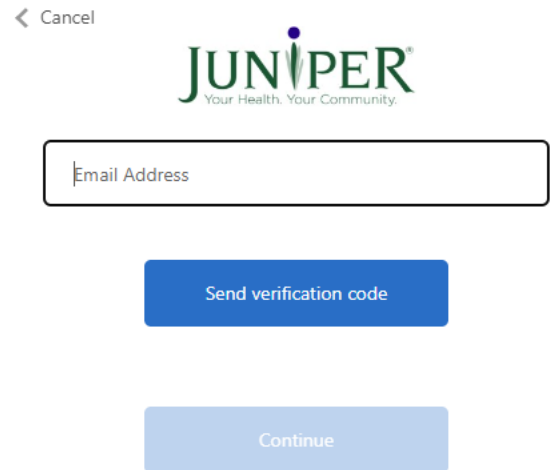 Cancel
JUNIPER®
Your Health. Your Community.
Email Address
Send verification code
Continue